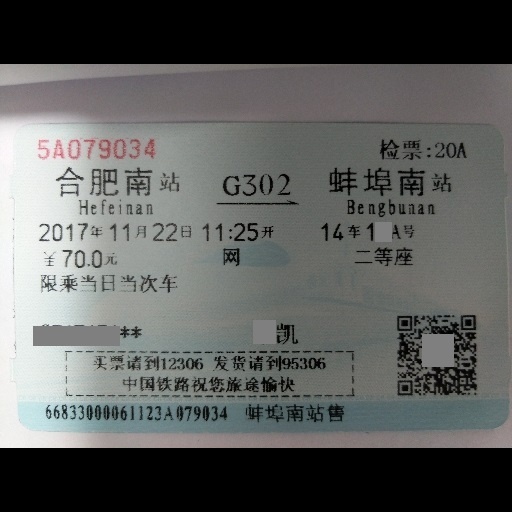 5A079034 检票:20A
合肥南站 G302 蚌埠南站
Hefeinan Bengbunan
2017年11月22日11:25开 14车1 A号
￥70.0元 网 二等座
限乘当日当次车
** 凯
买票请到12306 发货请到95306
中国铁路祝您旅途愉快
66833000061123A079034 蚌埠南站售